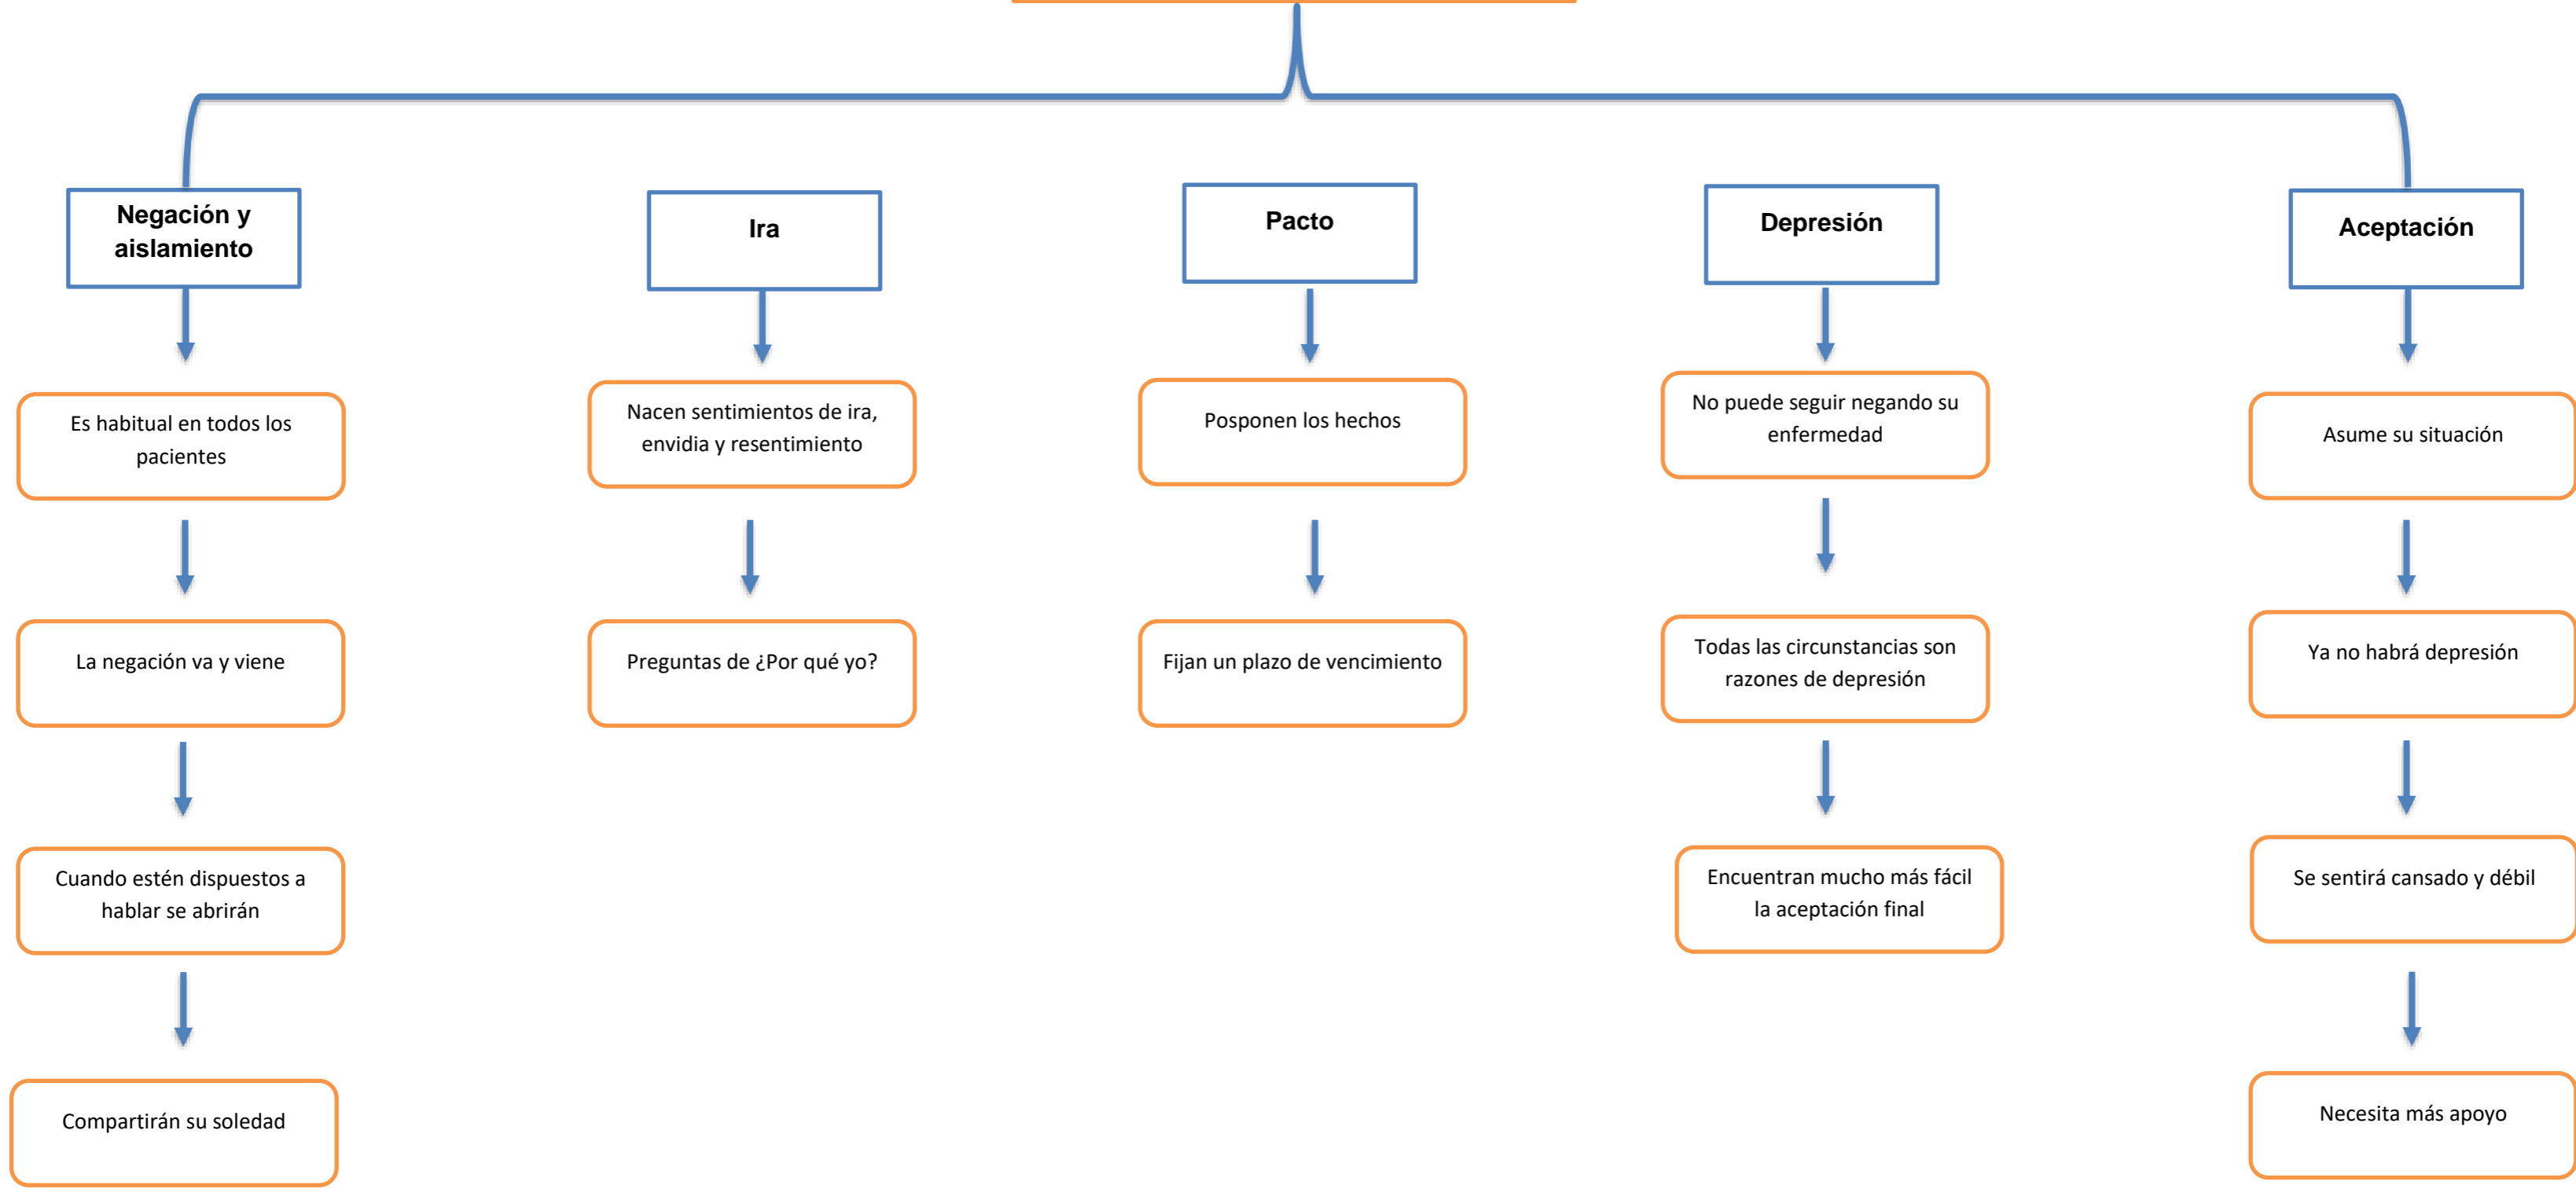 Negación y
aislamiento
Ira
Pacto
Depresión
Aceptación
Es habitual en todos los
pacientes
Nacen sentimientos de ira,
envidia y resentimiento
Posponen los hechos
No puede seguir negando su
enfermedad
Asume su situación
La negación va y viene
Preguntas de ¿Por qué yo?
Fijan un plazo de vencimiento
Todas las circunstancias son
razones de depresión
Ya no habrá depresión
Cuando estén dispuestos a
hablar se abrirán
Encuentran mucho más fácil
la aceptación final
Se sentirá cansado y débil
Compartirán su soledad
Necesita más apoyo